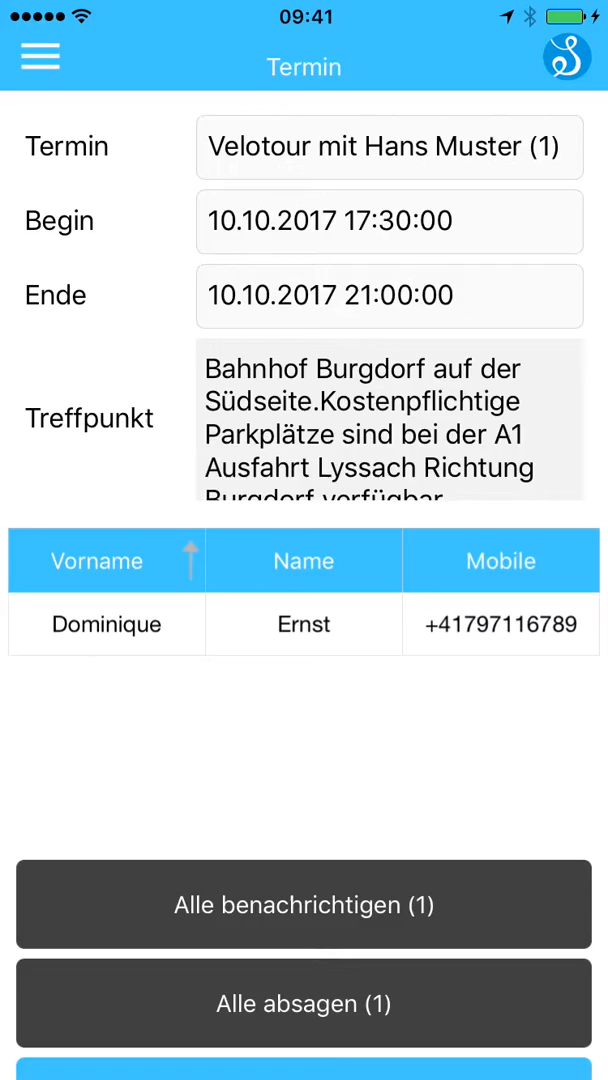 09:41
Termin
Termin
Velotour mit Hans Muster (1)
Begin
10.10.2017 17:30:00
Ende
10.10.2017 21:00:00
Treffpunkt
Bahnhof Burgdorf auf der
Südseite.Kostenpflichtige
Parkplätze sind bei der A1
Ausfahrt Lyssach Richtung
Burgdorf verfügbar
Vorname
Name
Mobile
Dominique
Ernst
+41797116789
Alle benachrichtigen (1)
Alle absagen (1)